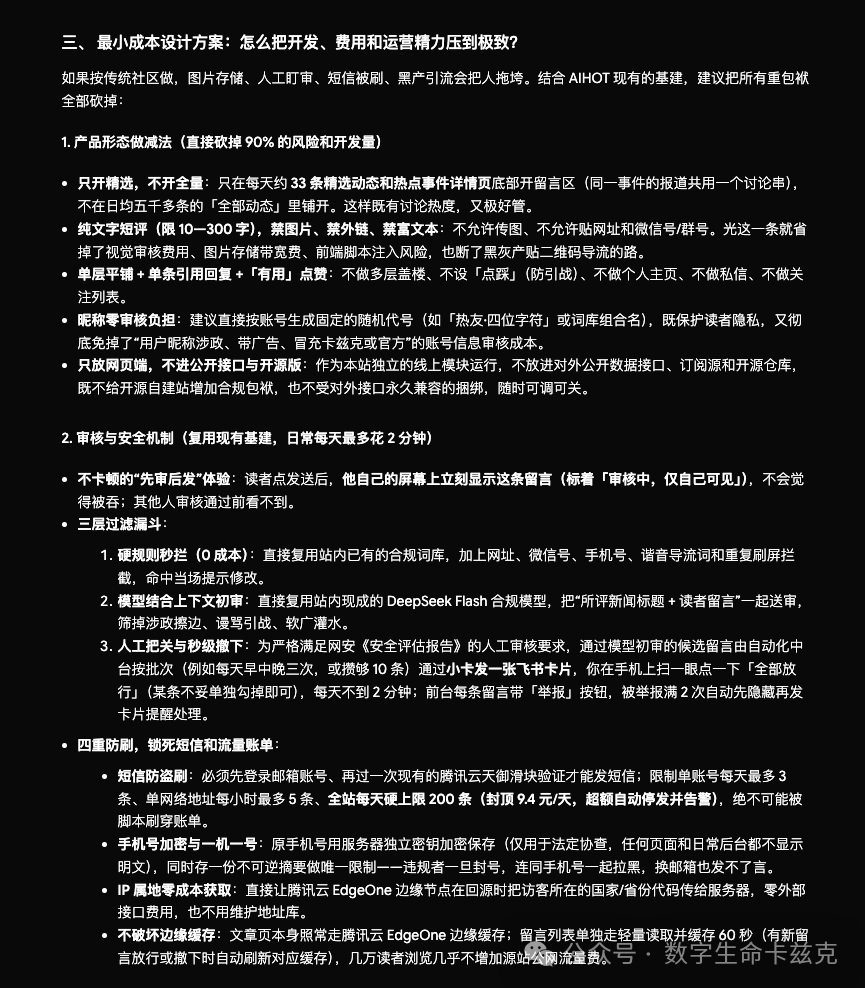 三、 最小成本设计方案：怎么把开发、费用和运营精力压到极致？
如果按传统社区做，图片存储、人工盯审、短信被刷、黑产引流会把人拖垮。结合 AIHOT 现有的基建，建议把所有重包袱
全部砍掉：
1. 产品形态做减法（直接砍掉 90% 的风险和开发量）
• 只开精选，不开全量：只在每天约 33 条精选动态和热点事件详情页底部开留言区（同一事件的报道共用一个讨论串），
不在日均五千多条的「全部动态」里铺开。这样既有讨论热度，又极好管。
• 纯文字短评（限 10—300 字），禁图片、禁外链、禁富文本：不允许传图、不允许贴网址和微信号/群号。光这一条就省
掉了视觉审核费用、图片存储带宽费、前端脚本注入风险，也断了黑灰产贴二维码导流的路。
• 单层平铺 + 单条引用回复 +「有用」点赞：不做多层盖楼、不设「点踩」（防引战）、不做个人主页、不做私信、不做关
注列表。
• 昵称零审核负担：建议直接按账号生成固定的随机代号（如「热友·四位字符」或词库组合名），既保护读者隐私，又彻
底免掉了“用户昵称涉政、带广告、冒充卡兹克或官方”的账号信息审核成本。
• 只放网页端，不进公开接口与开源版：作为本站独立的线上模块运行，不放进对外公开数据接口、订阅源和开源仓库，
既不给开源自建站增加合规包袱，也不受对外接口永久兼容的捆绑，随时可调可关。
2. 审核与安全机制（复用现有基建，日常每天最多花 2 分钟）
• 不卡顿的“先审后发”体验：读者点发送后，他自己的屏幕上立刻显示这条留言（标着「审核中，仅自己可见」），不会觉
得被吞；其他人审核通过前看不到。
• 三层过滤漏斗：
1. 硬规则秒拦（0 成本）：直接复用站内已有的合规词库，加上网址、微信号、手机号、谐音导流词和重复刷屏拦
截，命中当场提示修改。
2. 模型结合上下文初审：直接复用站内现成的 DeepSeek Flash 合规模型，把“所评新闻标题 + 读者留言”一起送审，
筛掉涉政擦边、谩骂引战、软广灌水。
3. 人工把关与秒级撤下：为严格满足网安《安全评估报告》的人工审核要求，通过模型初审的候选留言由自动化中
台按批次（例如每天早中晚三次，或攒够 10 条）通过小卡发一张飞书卡片，你在手机上扫一眼点一下「全部放
行」（某条不妥单独勾掉即可），每天不到 2 分钟；前台每条留言带「举报」按钮，被举报满 2 次自动先隐藏再发
卡片提醒处理。
• 四重防刷，锁死短信和流量账单：
• 短信防盗刷：必须先登录邮箱账号、再过一次现有的腾讯云天御滑块验证才能发短信；限制单账号每天最多 3
条、单网络地址每小时最多 5 条、全站每天硬上限 200 条（封顶 9.4 元/天，超额自动停发并告警），绝不可能被
脚本刷穿账单。
• 手机号加密与一机一号：原手机号用服务器独立密钥加密保存（仅用于法定协查，任何页面和日常后台都不显示
明文），同时存一份不可逆摘要做唯一限制——违规者一旦封号，连同手机号一起拉黑，换邮箱也发不了言。
• IP 属地零成本获取：直接让腾讯云 EdgeOne 边缘节点在回源时把访客所在的国家/省份代码传给服务器，零外部
接口费用，也不用维护地址库。
• 不破坏边缘缓存：文章页本身照常走腾讯云 EdgeOne 边缘缓存；留言列表单独走轻量读取并缓存 60 秒（有新留
言放行或撤下时自动刷新对应缓存），几万读者浏览几乎不增加源站公网流量费。
公众号 · 数字生命卡兹克